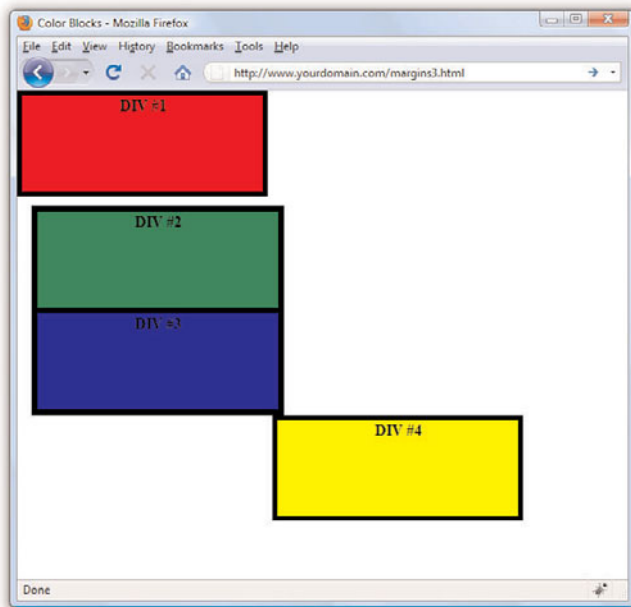 Color Blocks - Mozilla Firefox
File Edit View History Bookmarks Tools Help
http://www.yourdomain.com/margins3.html
DIV #1
DIV #2
DIV #3
DIV #4
Done